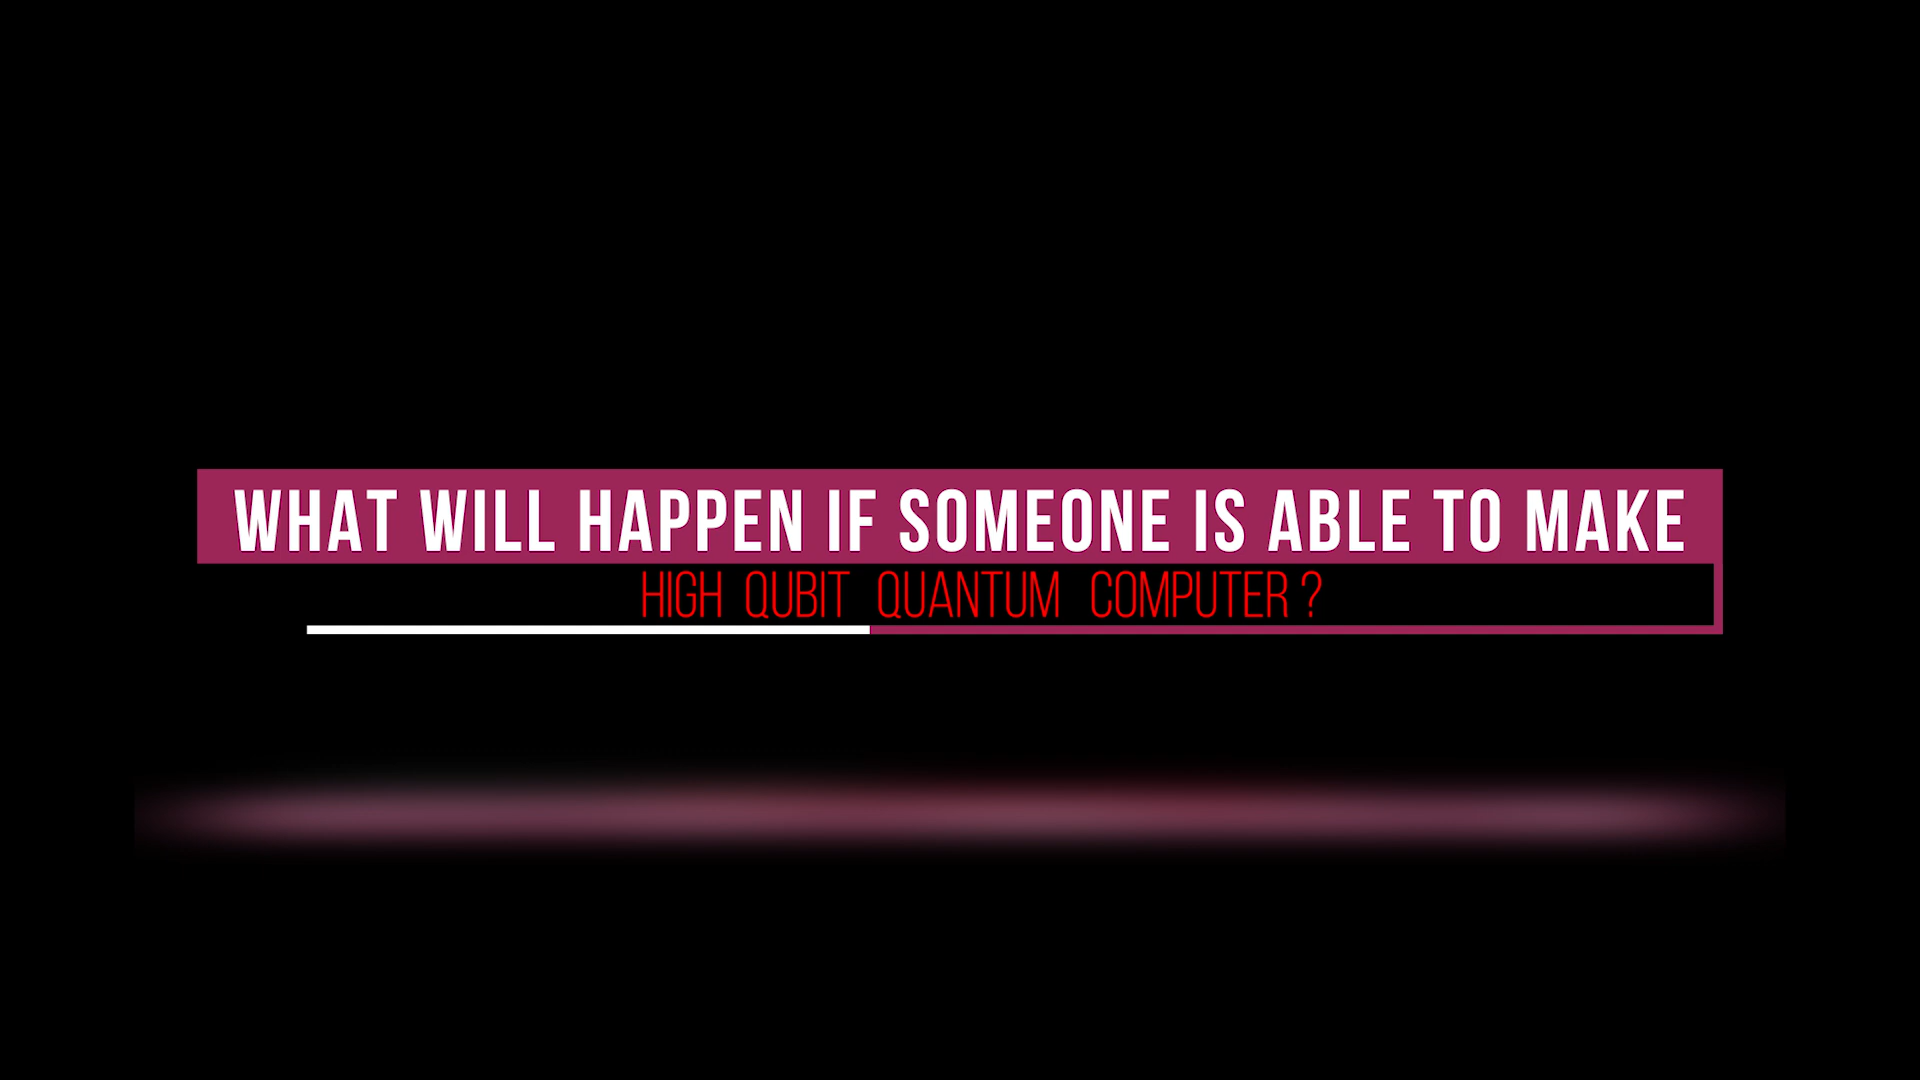 WHAT WILL HAPPEN IF SOMEONE IS ABLE TO MAKE
HIGH QUBIT QUANTUM COMPUTER ?